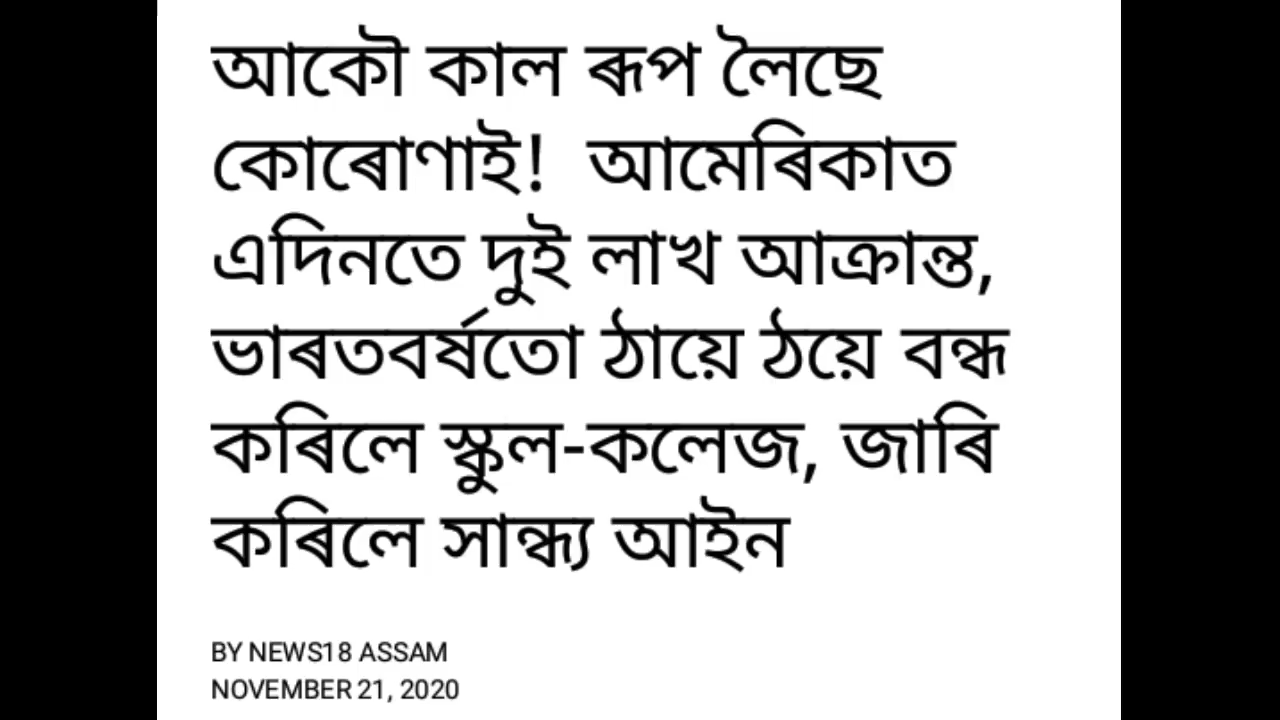 আকৌ কাল ৰূপ লৈছে
কোৰোণাই! আমেৰিকাত
এদিনতে দুই লাখ আক্ৰান্ত,
ভাৰতবৰ্ষতো ঠায়ে ঠয়ে বন্ধ
কৰিলে স্কুল-কলেজ, জাৰি
কৰিলে সান্ধ্য আইন
BY NEWS18 ASSAM
NOVEMBER 21, 2020